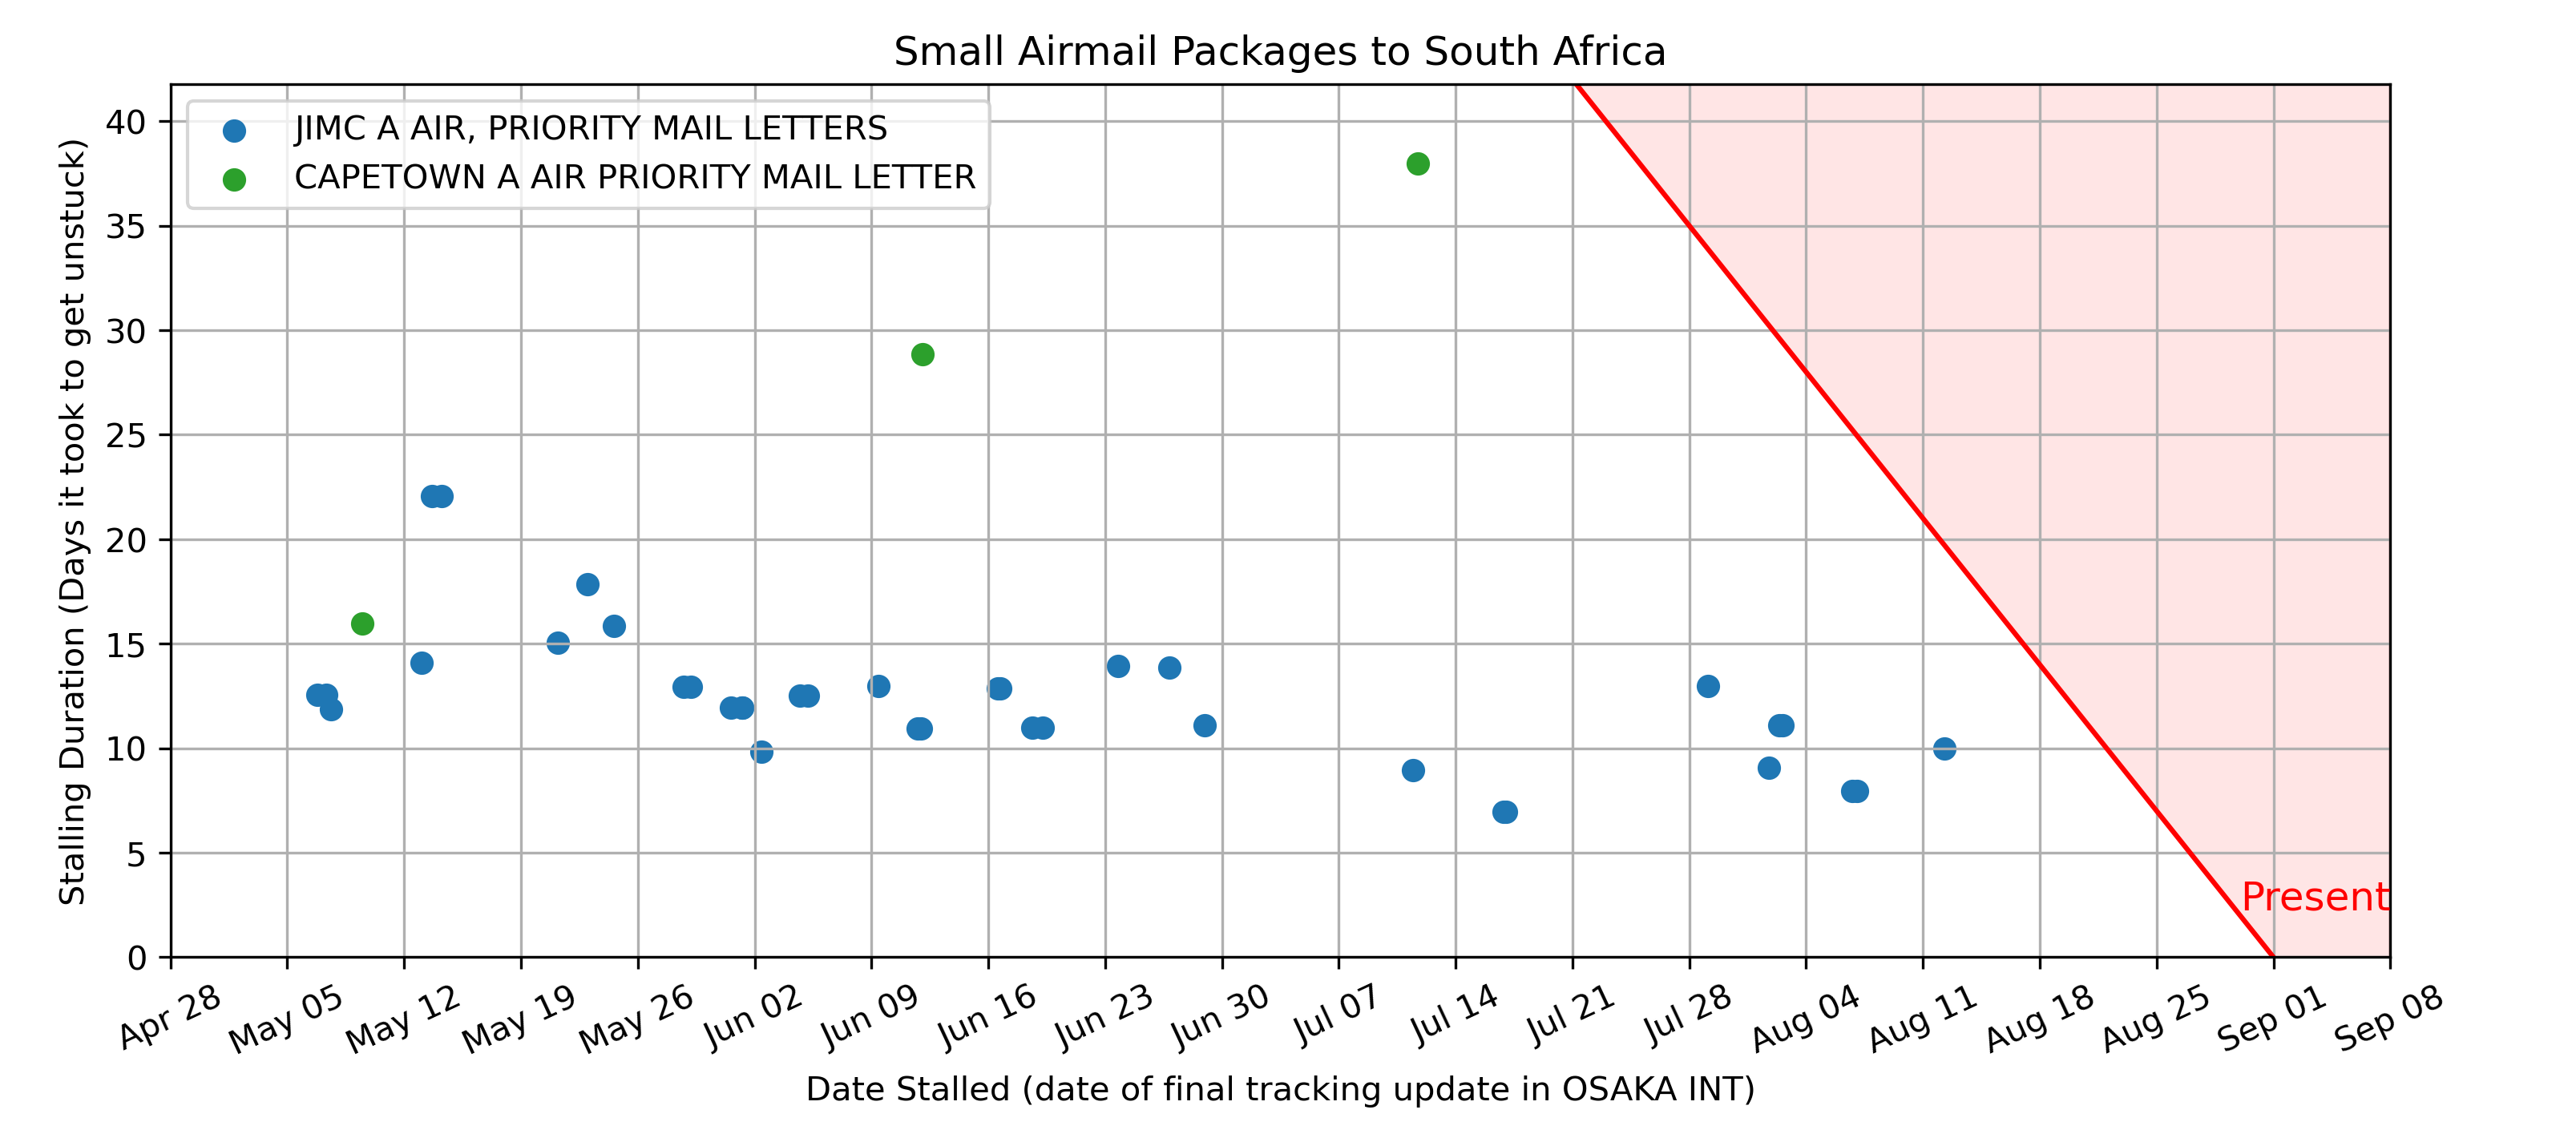 Small Airmail Packages to South Africa
JIMC A AIR, PRIORITY MAIL LETTERS
CAPETOWN A AIR PRIORITY MAIL LETTER
Stalling Duration (Days it took to get unstuck)
40
35
30
25
20
15
10
5
0
Present
Apr 28
May 05
May 12
May 19
May 26
Jun 02
Jun 09
Jun 16
Jun 23
Jun 30
Jul 07
Jul 14
Jul 21
Jul 28
Aug 04
Aug 11
Aug 18
Aug 25
Sep 01
Sep 08
Date Stalled (date of final tracking update in OSAKA INT)